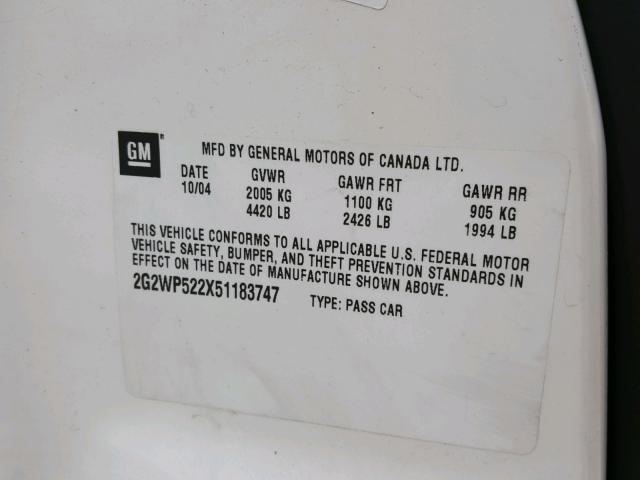 GM
MFD BY GENERAL MOTORS OF CANADA LTD.
DATE GVWR GAWR FRT GAWR RR
10/04 2005 KG 1100 KG 905 KG
4420 LB 2426 LB 1994 LB
THIS VEHICLE CONFORMS TO ALL APPLICABLE U.S. FEDERAL MOTOR
VEHICLE SAFETY, BUMPER, AND THEFT PREVENTION STANDARDS IN
EFFECT ON THE DATE OF MANUFACTURE SHOWN ABOVE.
2G2WP522X51183747 TYPE: PASS CAR